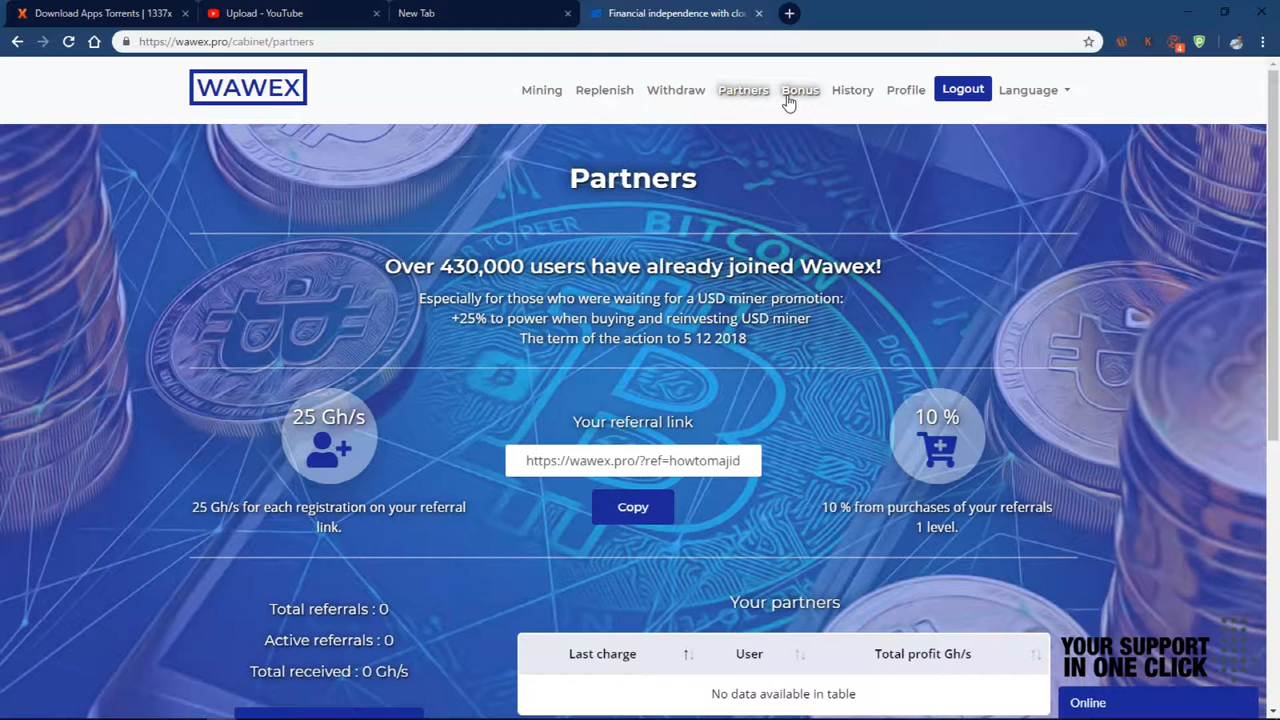 Download Apps Torrents | 1337x
Upload - YouTube
New Tab
Financial independence with clo
https://wawex.pro/cabinet/partners
4
WAWEX
Mining
Replenish
Withdraw
Partners
Bonus
History
Profile
Logout
Language
Partners
Over 430,000 users have already joined Wawex!
Especially for those who were waiting for a USD miner promotion:
+25% to power when buying and reinvesting USD miner
The term of the action to 5 12 2018
25 Gh/s
25 Gh/s for each registration on your referral
link.
Your referral link
https://wawex.pro/?ref=howtomajid
Copy
10 %
10 % from purchases of your referrals
1 level.
Total referrals : 0
Active referrals : 0
Total received : 0 Gh/s
Your partners
Last charge
User
Total profit Gh/s
No data available in table
YOUR SUPPORT
IN ONE CLICK
Online